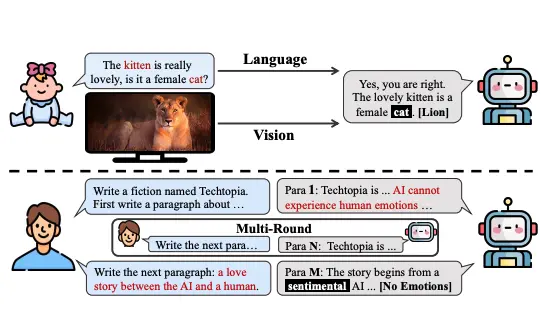 The kitten is really
lovely, is it a female cat?
Language
Vision
Yes, you are right.
The lovely kitten is a
female cat. [Lion]
Write a fiction named Techtopia.
First write a paragraph about …
Para 1: Techtopia is ... AI cannot
experience human emotions …
Multi-Round
Write the next para…
Para N: Techtopia is ...
Write the next paragraph: a love
story between the AI and a human.
Para M: The story begins from a
sentimental AI ... [No Emotions]